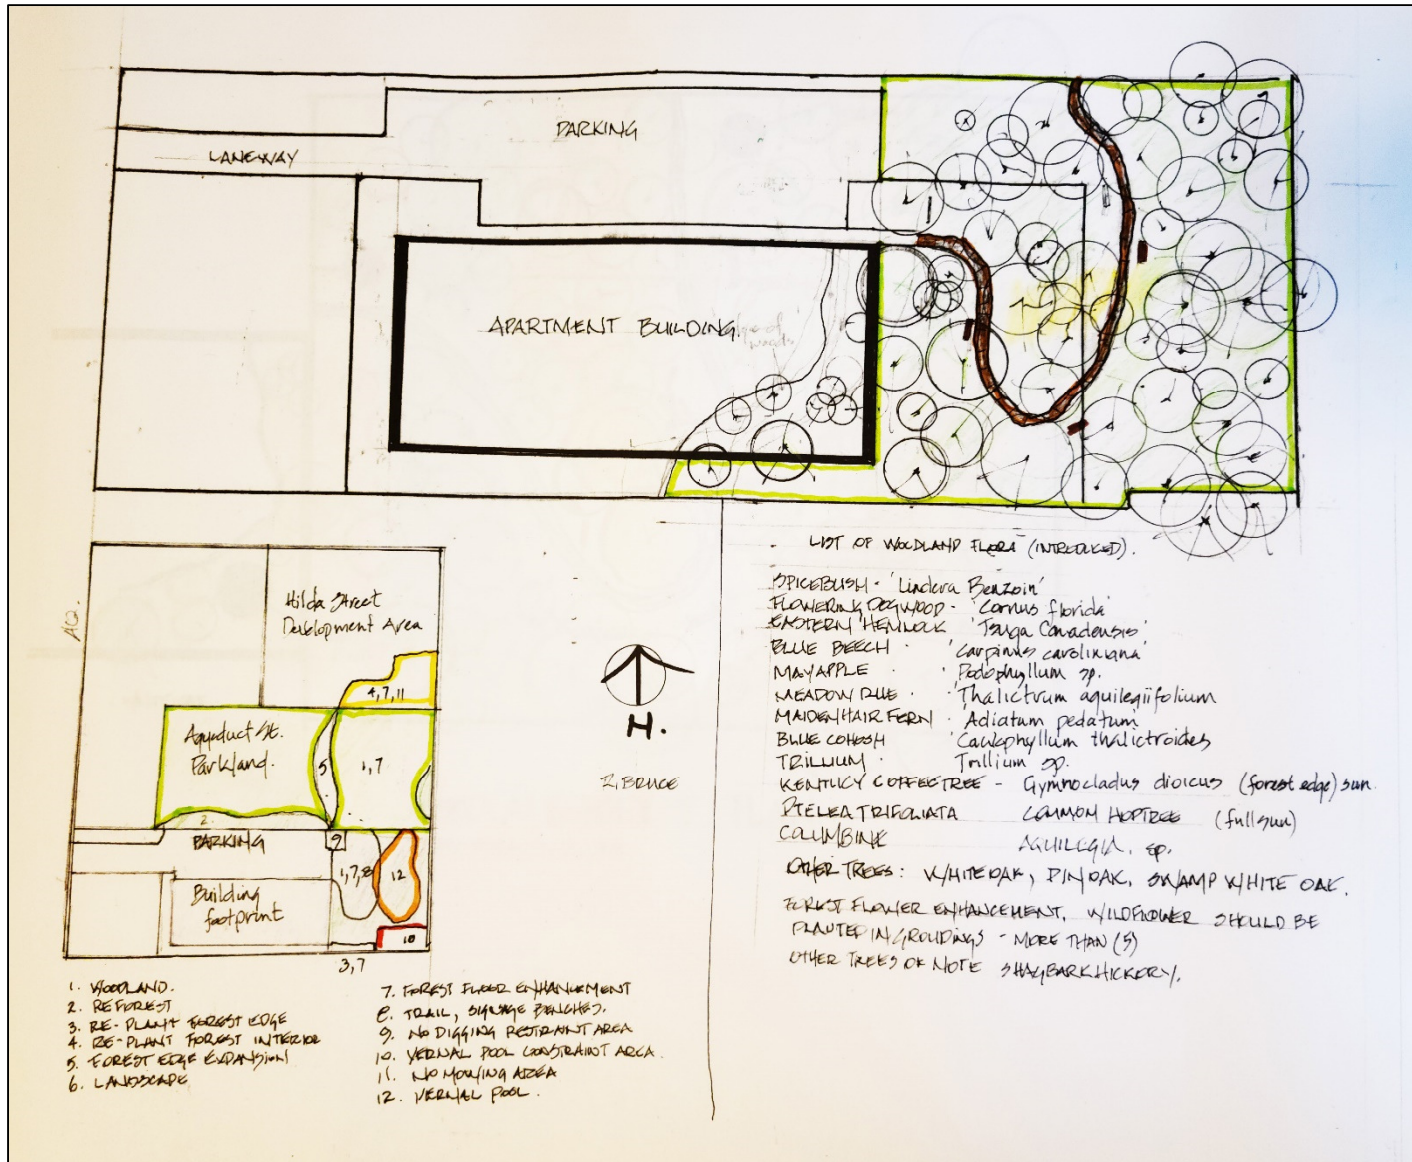 PARKING
LANEWAY
APARTMENT BUILDING.
woods
AQ.
Hilda Street
Development Area
4,7,11
Aqueduct St.
Parkland.
5
1,7
2.
PARKING
9
1,7,8
12
Building
footprint
10
3,7
N.
R. BRUCE
1. WOODLAND.
2. REFOREST
3. RE-PLANT FOREST EDGE
4. RE-PLANT FOREST INTERIOR
5. FOREST EDGE EXPANSION
6. LANDSCAPE
7. FOREST FLOOR ENHANCEMENT
8. TRAIL, SIGNAGE BENCHES.
9. NO DIGGING RESTRAINT AREA
10. VERNAL POOL CONSTRAINT AREA.
11. NO MOWING AREA
12. VERNAL POOL.
LIST OF WOODLAND FLORA (INTRODUCED).
SPICEBUSH - 'Lindera Benzoin'
FLOWERING DOGWOOD - 'Cornus florida'
EASTERN HEMLOCK 'Tsuga Canadensis'
BLUE BEECH - 'Carpinus caroliniana'
MAYAPPLE - Podophyllum sp.
MEADOW RUE - 'Thalictrum aquilegiifolium
MAIDENHAIR FERN - 'Adiatum pedatum
BLUE COHOSH 'Caulophyllum thalictroides
TRILLIUM - Trillium sp.
KENTUCY COFFEETREE - Gymnocladus dioicus (forest edge) sun.
PTELEA TRIFOLIATA COMMON HOPTREE (full sun)
COLUMBINE AQUILEGIA. sp.
OTHER TREES: WHITE OAK, PIN OAK, SWAMP WHITE OAK.
FOREST FLOWER ENHANCEMENT. WILDFLOWER SHOULD BE
PLANTED IN GROUPINGS - MORE THAN (5)
OTHER TREES OF NOTE SHAGBARK HICKORY.